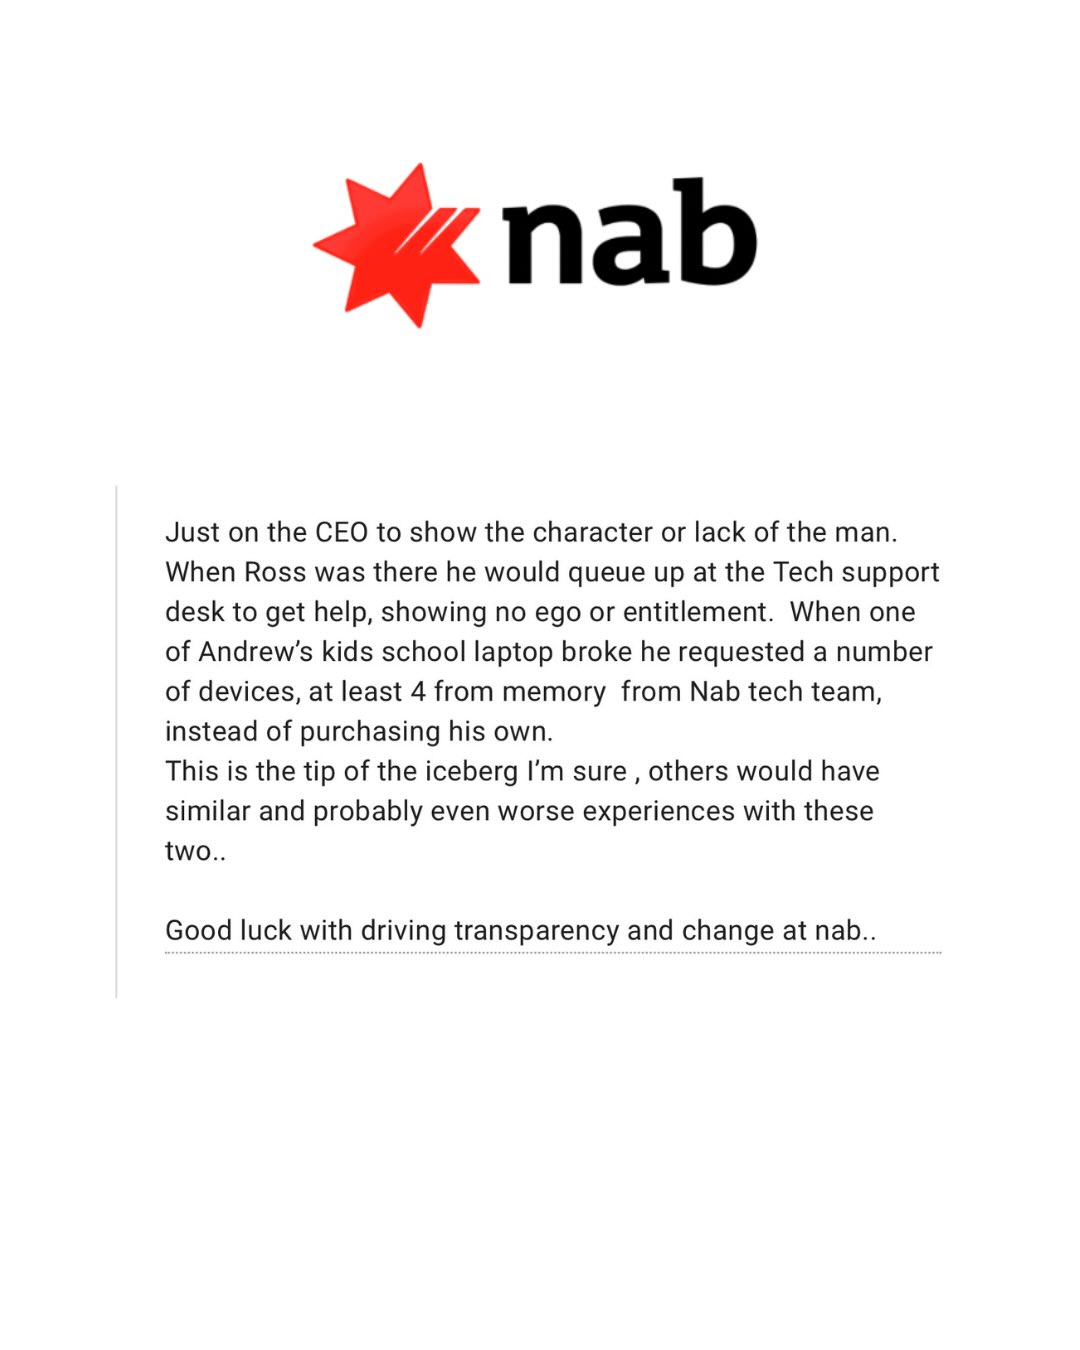 nab
Just on the CEO to show the character or lack of the man.
When Ross was there he would queue up at the Tech support
desk to get help, showing no ego or entitlement.  When one
of Andrew’s kids school laptop broke he requested a number
of devices, at least 4 from memory  from Nab tech team,
instead of purchasing his own.
This is the tip of the iceberg I’m sure , others would have
similar and probably even worse experiences with these
two..
Good luck with driving transparency and change at nab..